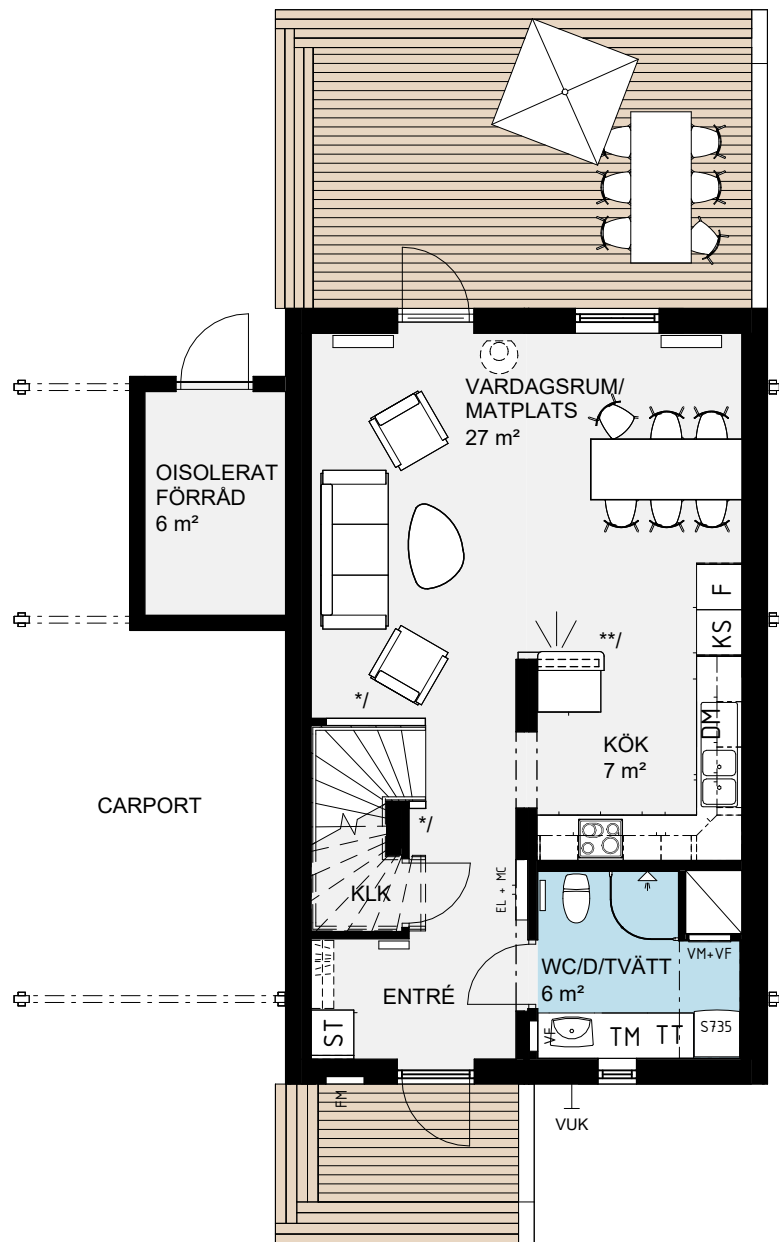 VARDAGSRUM/
MATPLATS
27 m²
OISOLERAT
FÖRRÅD
6 m²
F
KS
**/
*/
DM
KÖK
7 m²
CARPORT
*/
KLK
EL + MC
VM+VF
WC/D/TVÄTT
6 m²
ENTRÉ
ST
VF
TM
TT
S735
FM
VUK